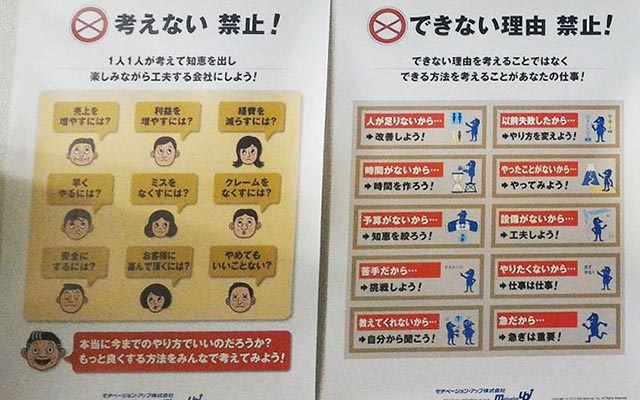 考えない 禁止!
1人1人が考えて知恵を出し
楽しみながら工夫する会社にしよう!
売上を
増やすには?
利益を
増やすには?
経費を
減らすには?
早く
やるには?
ミスを
なくすには?
クレームを
なくすには?
安全に
するには?
お客様に
喜んで頂くには?
やめても
いいことない?
本当に今までのやり方でいいのだろうか?
もっと良くする方法をみんなで考えてみよう!
モチベーション・アップ株式会社
できない理由 禁止!
できない理由を考えることではなく
できる方法を考えることがあなたの仕事!
人が足りないから…
➡改善しよう!
以前失敗したから…
➡やり方を変えよう!
時間がないから…
➡時間を作ろう!
やったことがないから…
➡やってみよう!
予算がないから…
➡知恵を絞ろう!
設備がないから…
➡工夫しよう!
苦手だから…
➡挑戦しよう!
やりたくないから…
➡仕事は仕事!
教えてくれないから…
➡自分から聞こう!
急だから…
➡急ぎは重要!
モチベーション・アップ株式会社